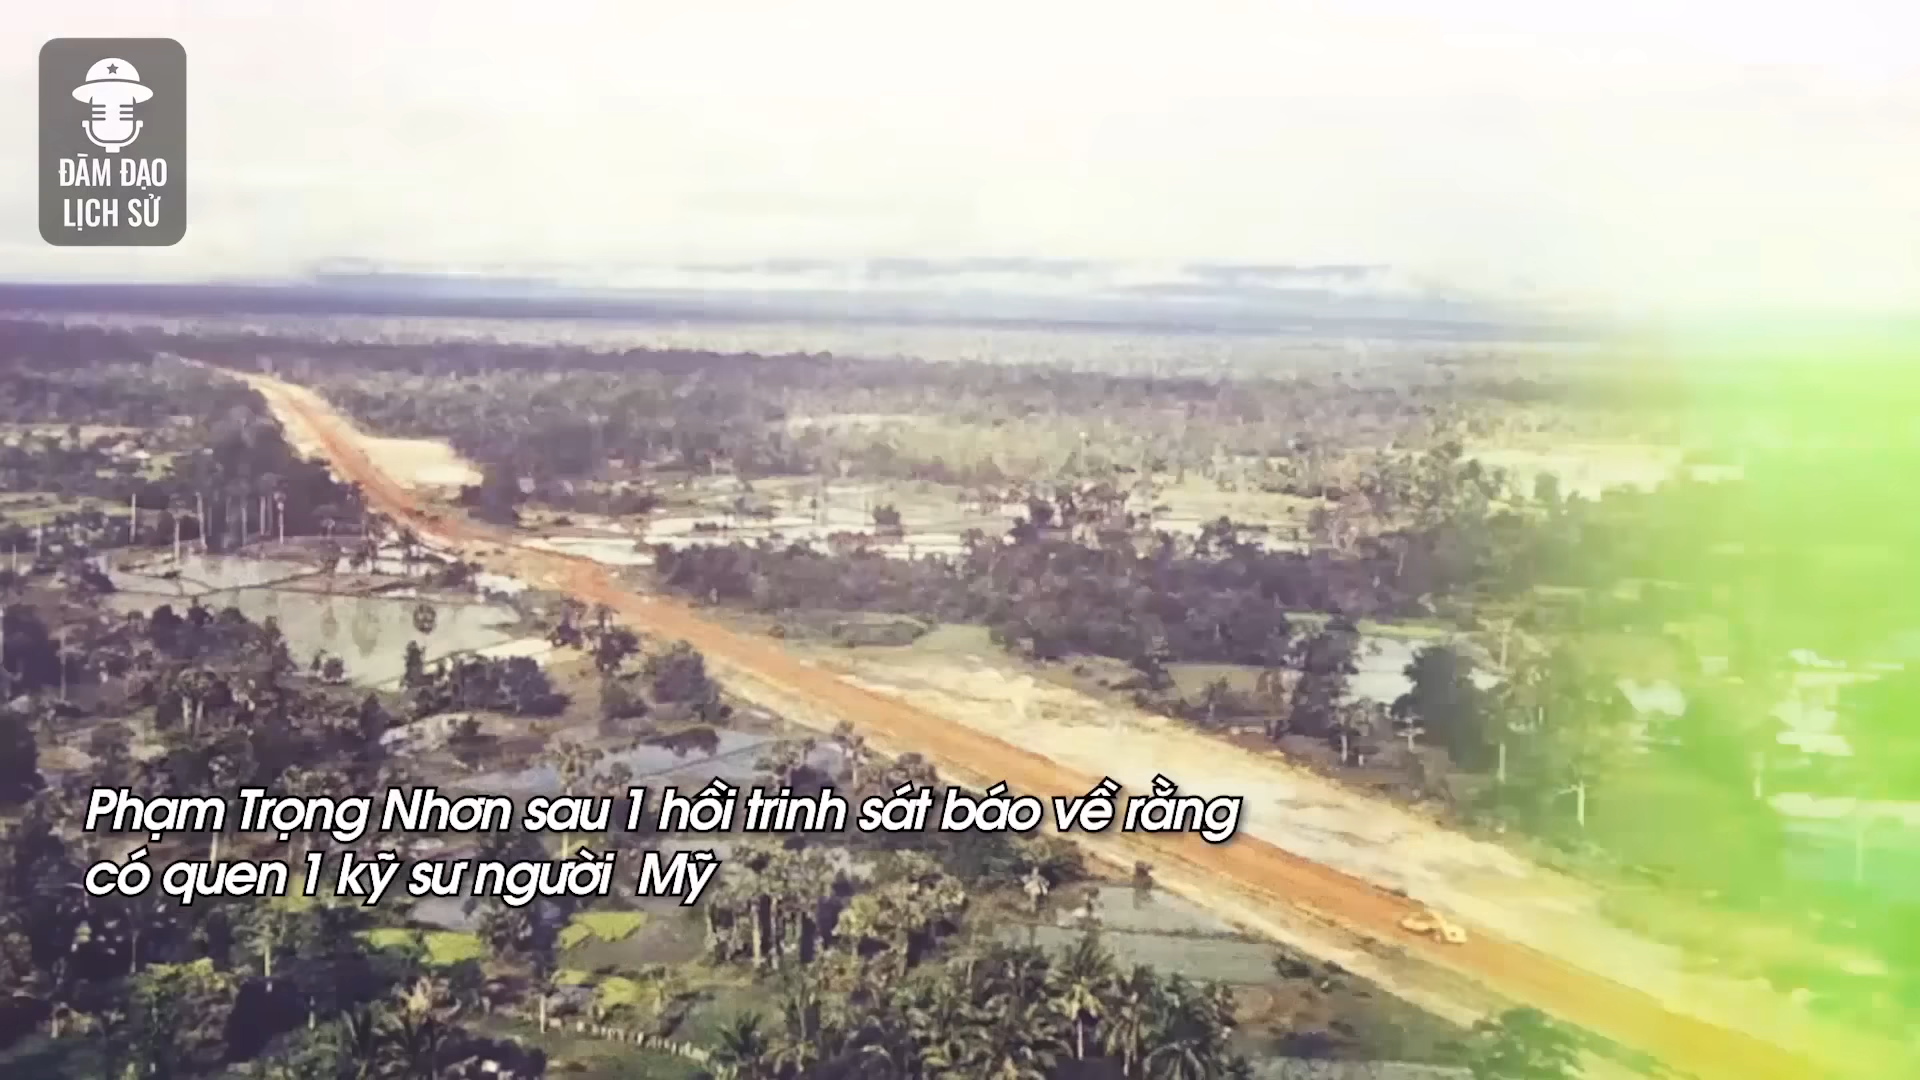 ĐÀM ĐẠO
LỊCH SỬ
Phạm Trọng Nhơn sau 1 hồi trinh sát báo về rằng
có quen 1 kỹ sư người Mỹ